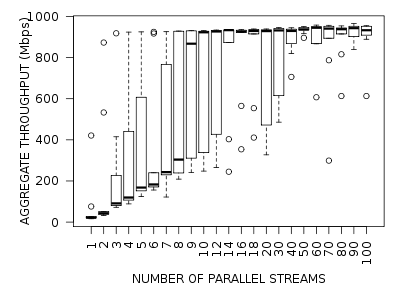 AGGREGATE THROUGHPUT (Mbps)
1000
800
600
400
200
0
1 2 3 4 5 6 7 8 9 10 12 14 16 18 20 30 40 50 60 70 80 90 100
NUMBER OF PARALLEL STREAMS